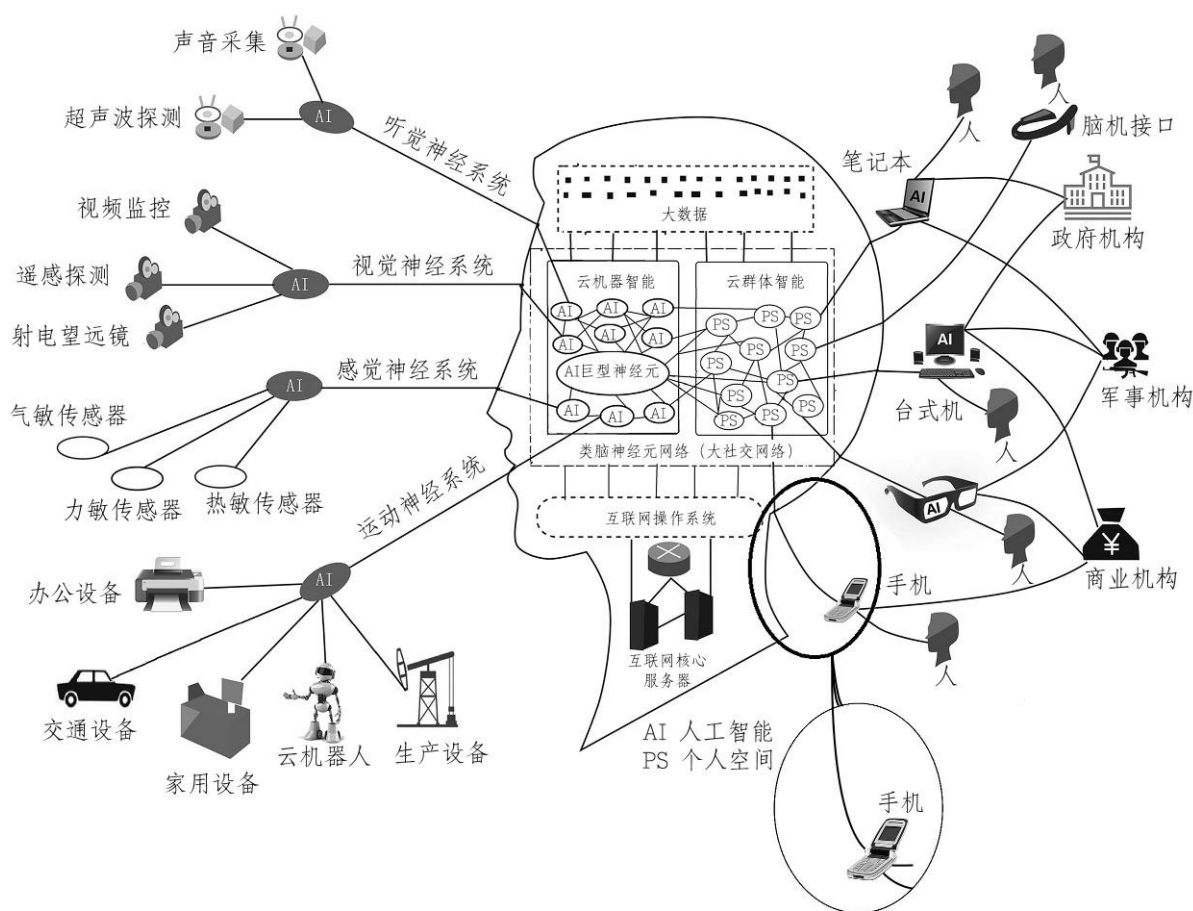 声音采集
AI
超声波探测
听觉神经系统
视频监控
遥感探测
AI
视觉神经系统
射电望远镜
AI
感觉神经系统
气敏传感器
力敏传感器
热敏传感器
运动神经系统
AI
办公设备
交通设备
家用设备
云机器人
生产设备
大数据
云机器智能
云群体智能
AI
AI
AI
AI
AI
AI
AI巨型神经元
AI
AI
AI
PS
PS
PS
PS
PS
PS
PS
PS
PS
PS
PS
PS
类脑神经元网络（大社交网络）
互联网操作系统
互联网核心
服务器
AI 人工智能
PS 个人空间
人
人
脑机接口
笔记本
AI
政府机构
AI
台式机
人
军事机构
AI
人
¥
商业机构
手机
人
手机